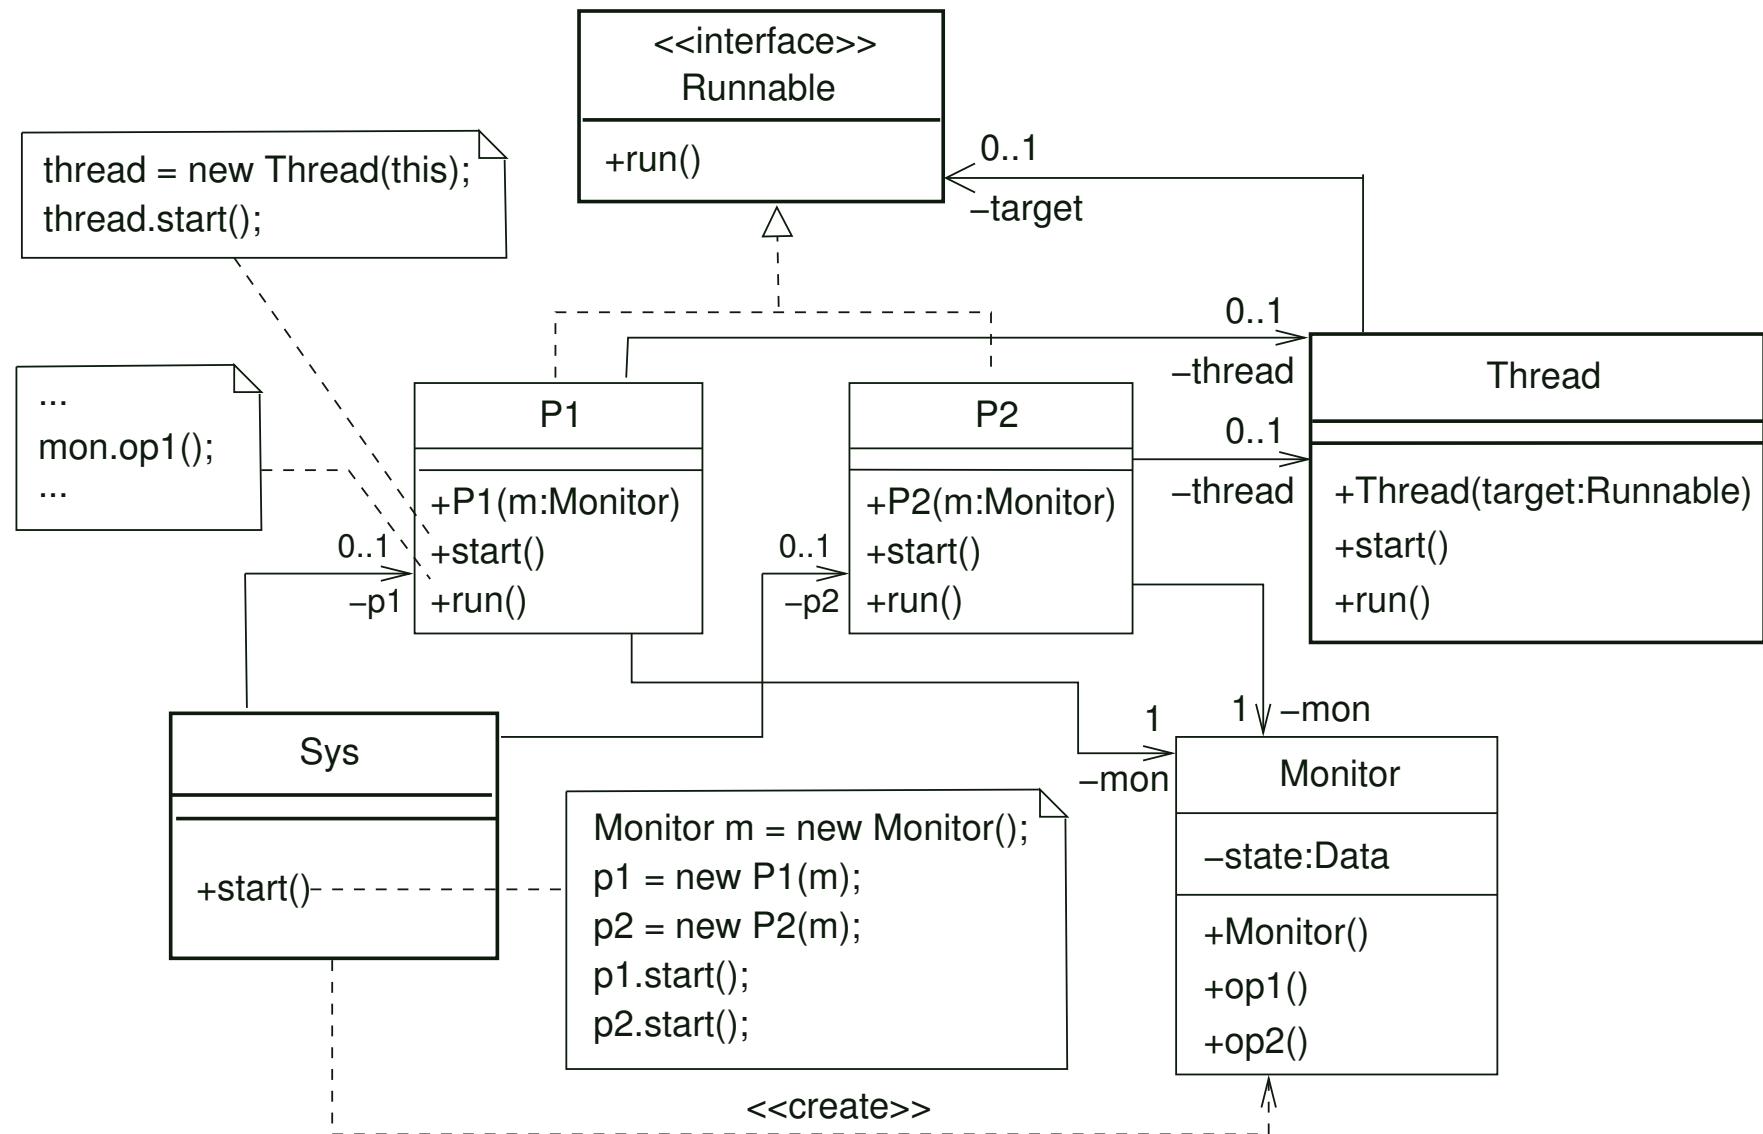 <<interface>>
Runnable
+run()
0..1
–target
thread = new Thread(this);
thread.start();
...
mon.op1();
...
P1
+P1(m:Monitor)
+start()
+run()
P2
+P2(m:Monitor)
+start()
+run()
0..1
–thread
0..1
–thread
Thread
+Thread(target:Runnable)
+start()
+run()
0..1
–p1
0..1
–p2
Sys
+start()
Monitor m = new Monitor();
p1 = new P1(m);
p2 = new P2(m);
p1.start();
p2.start();
1
–mon
1
–mon
Monitor
–state:Data
+Monitor()
+op1()
+op2()
<<create>>